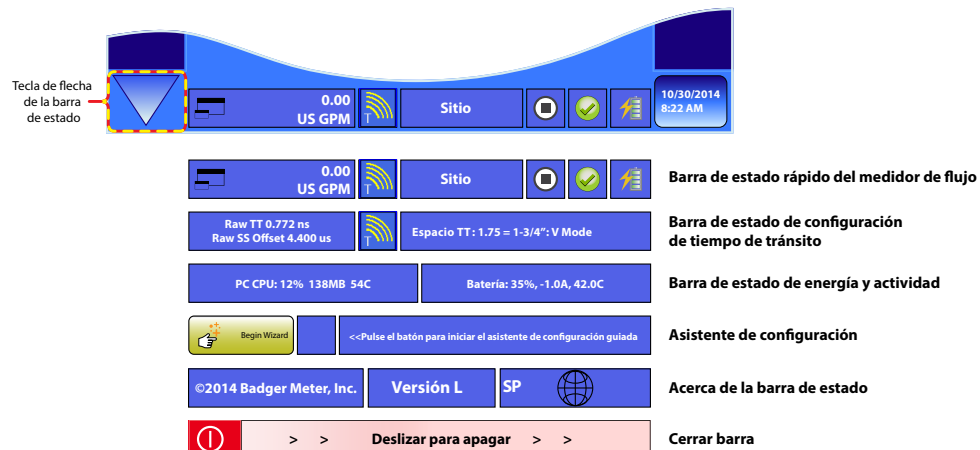 Tecla de flecha
de la barra
de estado
0.00
US GPM
T
Sitio
10/30/2014
8:22 AM
0.00
US GPM
T
Sitio
Barra de estado rápido del medidor de flujo
Raw TT 0.772 ns
Raw SS Offset 4.400 us
T
Espacio TT : 1.75 = 1-3/4”: V Mode
Barra de estado de configuración
de tiempo de tránsito
PC CPU: 12% 138MB 54C
Batería: 35%, -1.0A, 42.0C
Barra de estado de energía y actividad
Begin Wizard
<<Pulse el batón para iniciar el asistente de configuración guiada
Asistente de configuración
©2014 Badger Meter, Inc.
Versión L
SP
Acerca de la barra de estado
> > Deslizar para apagar > >
Cerrar barra